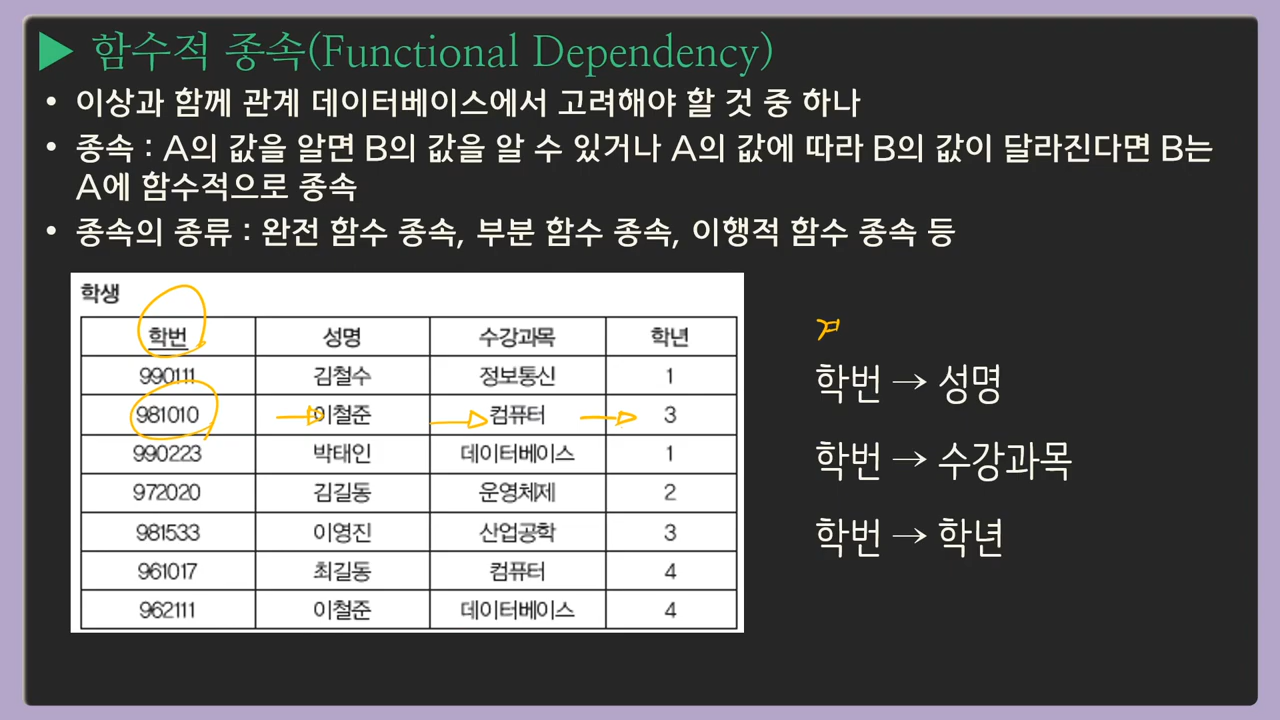 함수적 종속(Functional Dependency)
• 이상과 함께 관계 데이터베이스에서 고려해야 할 것 중 하나
• 종속 : A의 값을 알면 B의 값을 알 수 있거나 A의 값에 따라 B의 값이 달라진다면 B는
A에 함수적으로 종속
• 종속의 종류 : 완전 함수 종속, 부분 함수 종속, 이행적 함수 종속 등
학생
학번 성명 수강과목 학년
990111 김철수 정보통신 1
981010 이철준 컴퓨터 3
990223 박태인 데이터베이스 1
972020 김길동 운영체제 2
981533 이영진 산업공학 3
961017 최길동 컴퓨터 4
962111 이철준 데이터베이스 4
학번 → 성명
학번 → 수강과목
학번 → 학년